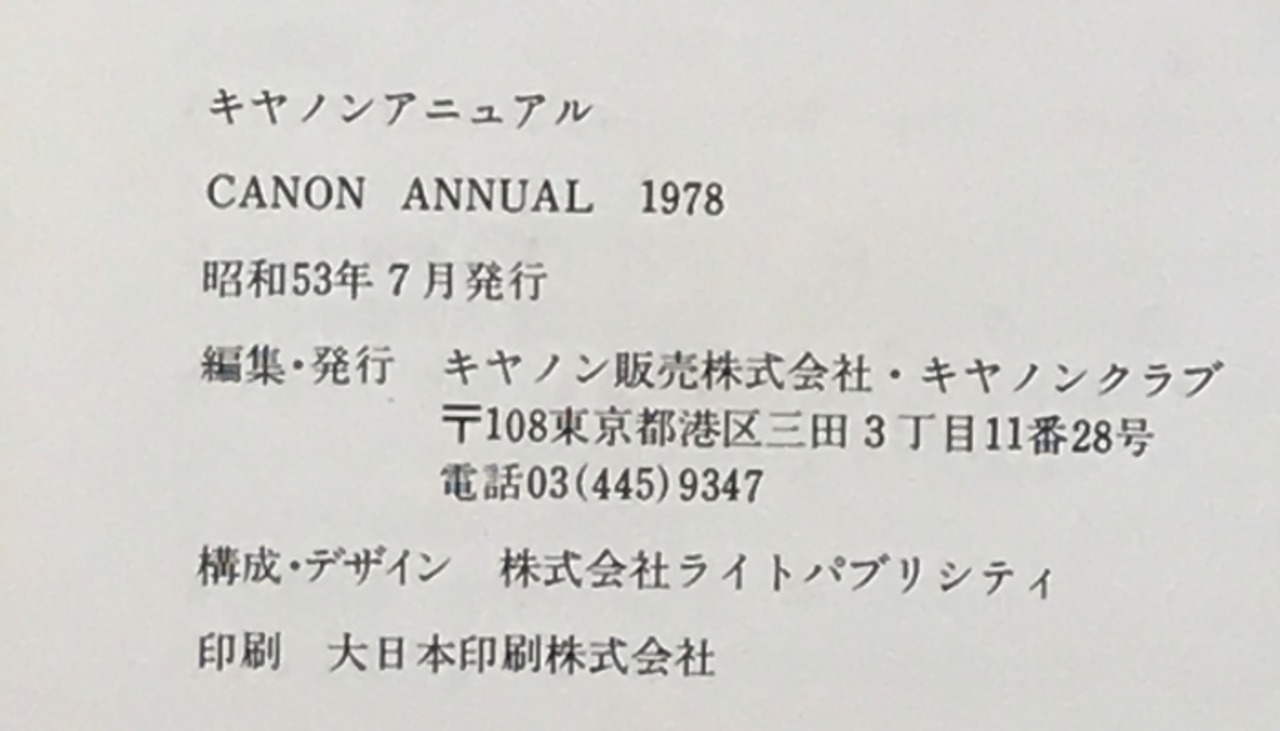 キヤノンアニュアル
CANON ANNUAL 1978
昭和53年7月発行
編集・発行 キヤノン販売株式会社・キヤノンクラブ
〒108東京都港区三田3丁目11番28号
電話03(445)9347
構成・デザイン 株式会社ライトパブリシティ
印刷 大日本印刷株式会社